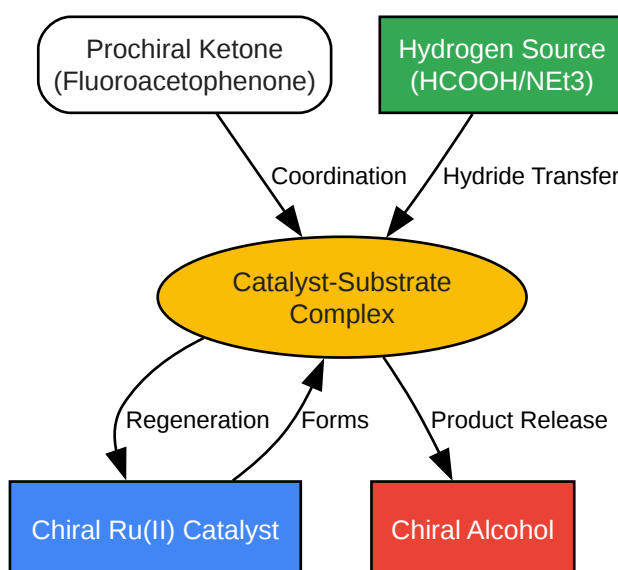 Prochiral Ketone
(Fluoroacetophenone)
Hydrogen Source
(HCOOH/NEt3)
Coordination
Hydride Transfer
Catalyst-Substrate
Complex
Regeneration
Forms
Product Release
Chiral Ru(II) Catalyst
Chiral Alcohol